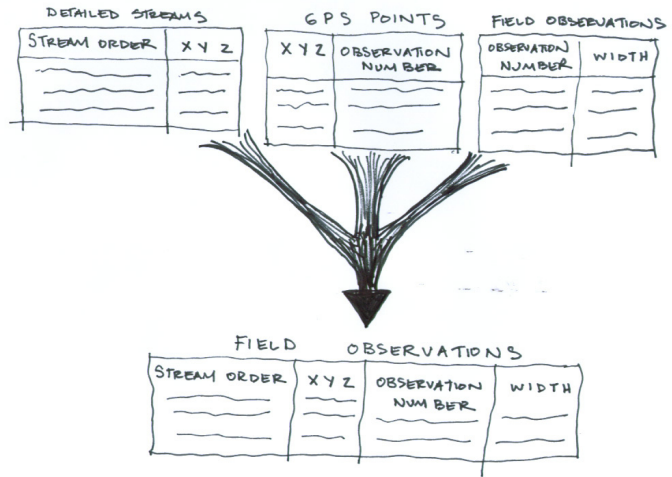 DETAILED STREAMS
STREAM ORDER
X Y Z
GPS POINTS
X Y Z
OBSERVATION
NUMBER
FIELD OBSERVATIONS
OBSERVATION
NUMBER
WIDTH
FIELD OBSERVATIONS
STREAM ORDER
X Y Z
OBSERVATION
NUMBER
WIDTH